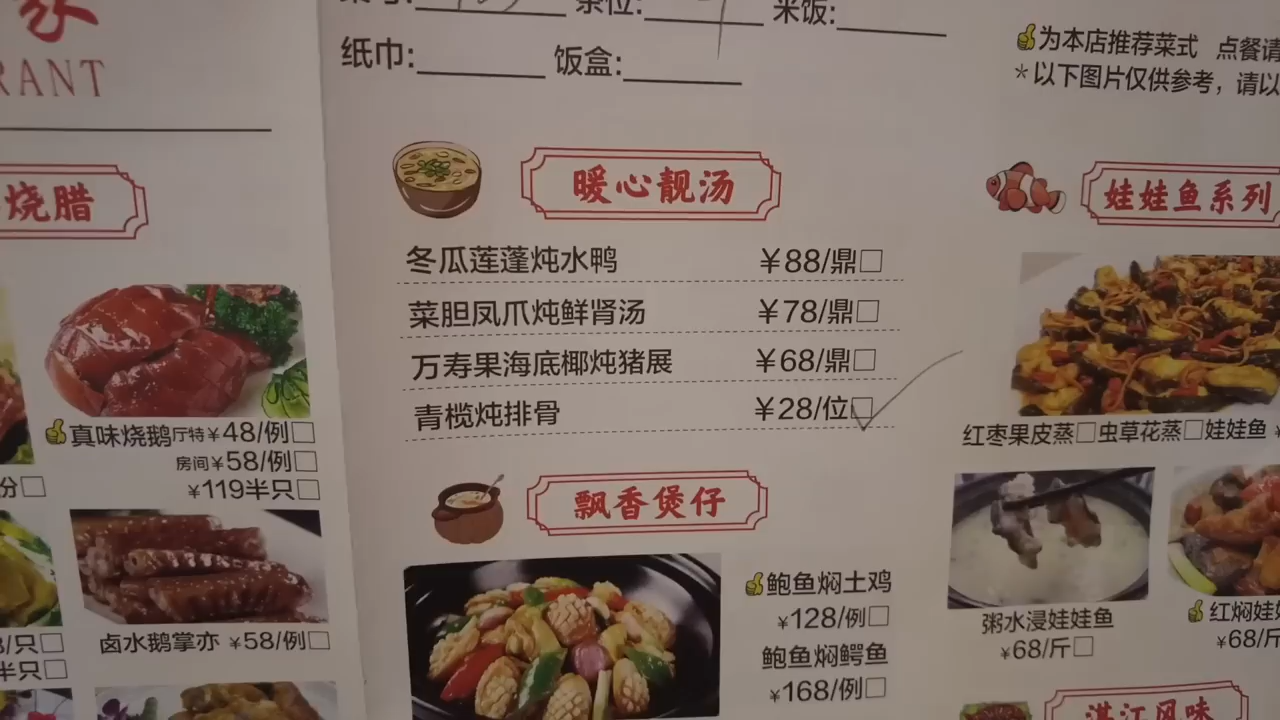 RANT
烧腊
真味烧鹅厅特¥48/例□
房间¥58/例□
¥119半只□
卤水鹅掌亦 ¥58/例□
分□
/只□
半只□
米饭:
纸巾: 饭盒:
暖心靓汤
冬瓜莲蓬炖水鸭 ¥88/鼎□
菜胆凤爪炖鲜肾汤 ¥78/鼎□
万寿果海底椰炖猪展 ¥68/鼎□
青榄炖排骨 ¥28/位□
飘香煲仔
鲍鱼焖土鸡
¥128/例□
鲍鱼焖鳄鱼
¥168/例□
为本店推荐菜式 点餐请
*以下图片仅供参考，请以
娃娃鱼系列
红枣果皮蒸□虫草花蒸□娃娃鱼 ¥
粥水浸娃娃鱼
¥68/斤□
红焖娃
¥68/斤
湛江风味